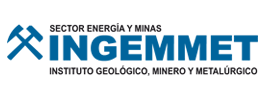 SECTOR ENERGÍA Y MINAS
INGEMMET
INSTITUTO GEOLÓGICO, MINERO Y METALÚRGICO